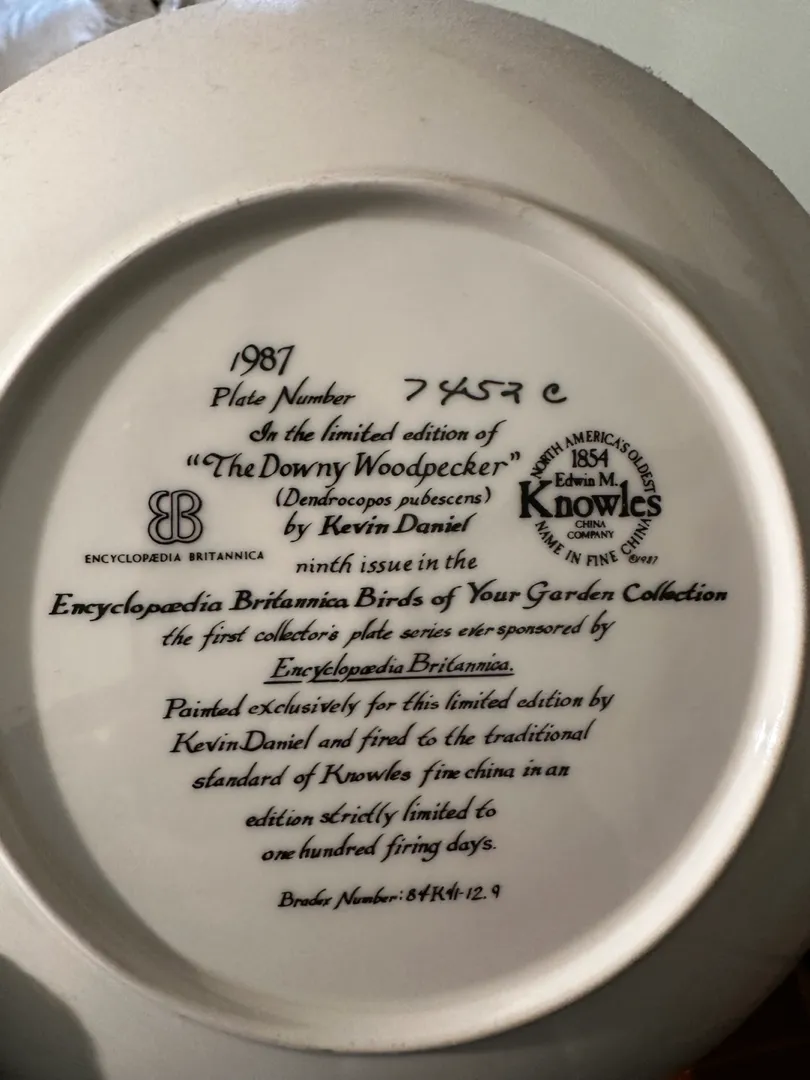 1987
Plate Number 7453 C
In the limited edition of
"The Downy Woodpecker"
(Dendrocopos pubescens)
by Kevin Daniel
ninth issue in the
Encyclopædia Britannica Birds of Your Garden Collection
the first collector's plate series ever sponsored by
Encyclopædia Britannica.
Painted exclusively for this limited edition by
Kevin Daniel and fired to the traditional
standard of Knowles fine china in an
edition strictly limited to
one hundred firing days.
Bradex Number: 84-K41-12.9
BB
ENCYCLOPÆDIA BRITANNICA
NORTH AMERICA'S OLDEST
1854
Edwin M.
Knowles
CHINA
COMPANY
NAME IN FINE CHINA
©1987